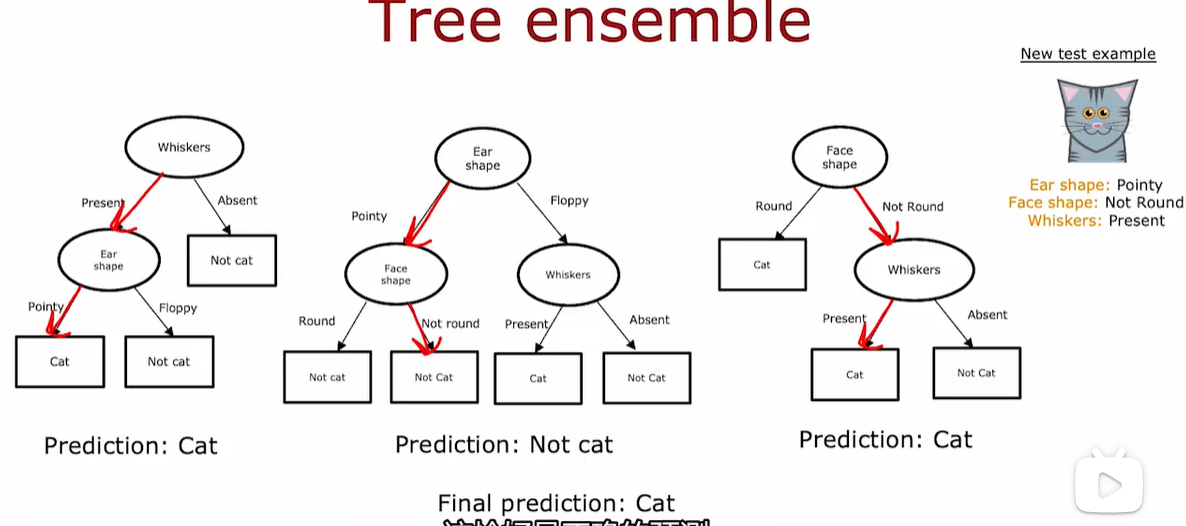 Tree ensemble
New test example
Whiskers
Ear
shape
Face
shape
Present
Absent
Pointy
Floppy
Round
Not Round
Ear shape: Pointy
Face shape: Not Round
Whiskers: Present
Ear
shape
Not cat
Face
shape
Whiskers
Cat
Whiskers
Pointy
Floppy
Round
Not round
Present
Absent
Present
Absent
Cat
Not cat
Not cat
Not Cat
Cat
Not Cat
Cat
Not Cat
Prediction: Cat
Prediction: Not cat
Prediction: Cat
Final prediction: Cat